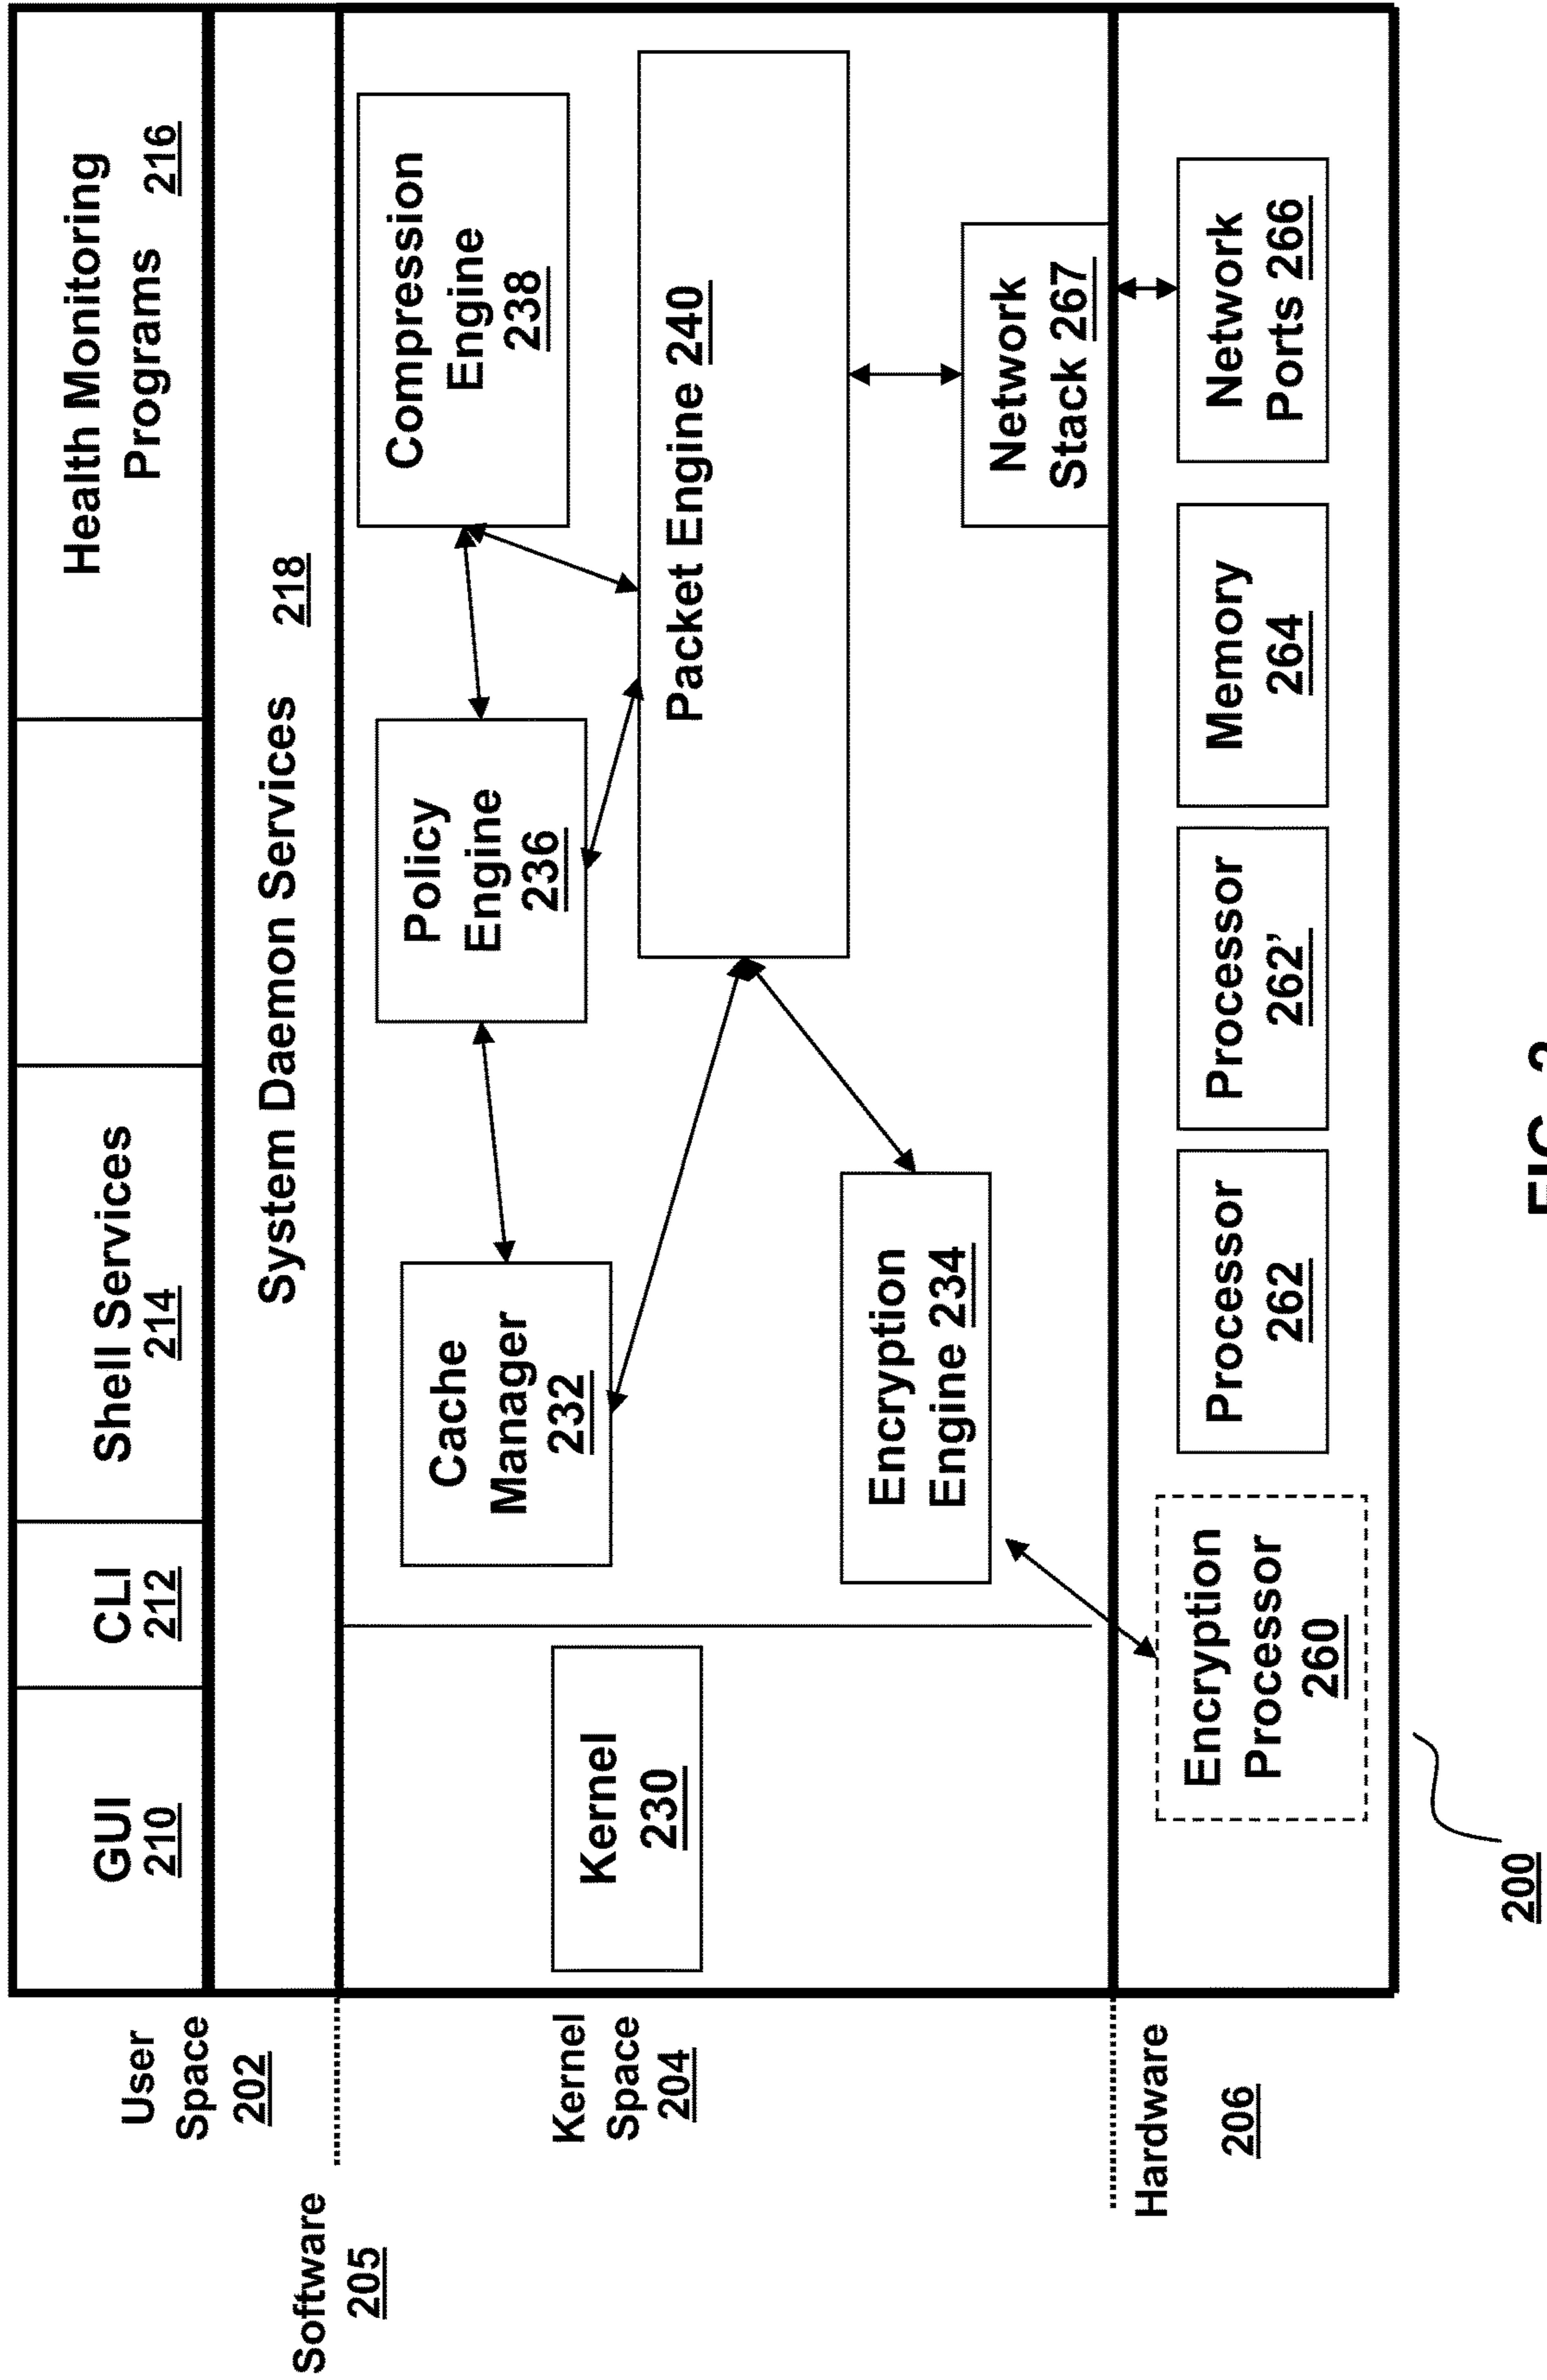 GUI
210
CLI
212
Shell Services
214
Health Monitoring
Programs 216
User
Space
202
System Daemon Services 218
Software
205
Kernel
Space
204
Kernel
230
Cache
Manager
232
Policy
Engine
236
Compression
Engine
238
Packet Engine 240
Encryption
Engine 234
Network
Stack 267
Hardware
206
Encryption
Processor
260
Processor
262
Processor
262’
Memory
264
Network
Ports 266
200